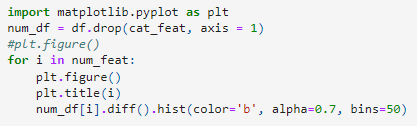 import matplotlib.pyplot as plt
num_df = df.drop(cat_feat, axis = 1)
#plt.figure()
for i in num_feat:
    plt.figure()
    plt.title(i)
    num_df[i].diff().hist(color='b', alpha=0.7, bins=50)